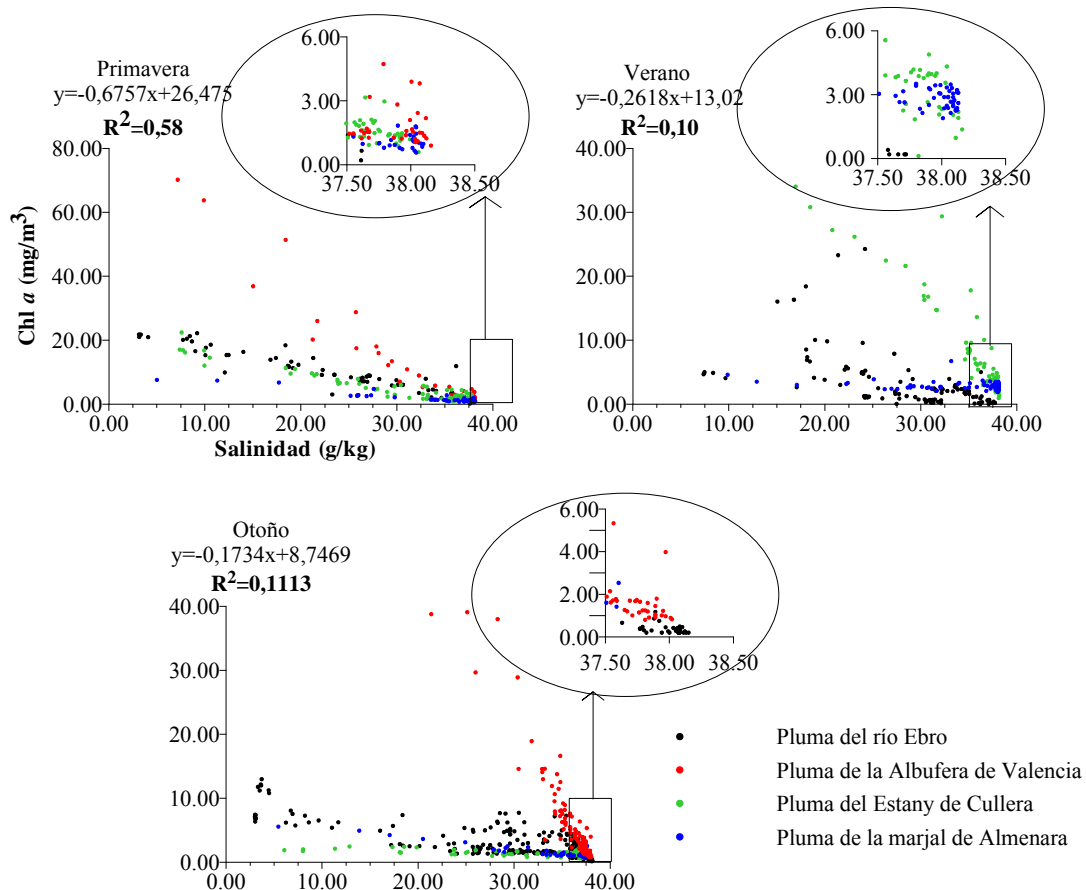 Primavera
y=-0,6757x+26,475
R²=0,58
6.00
3.00
0.00
37.50 38.00 38.50
80.00
60.00
40.00
20.00
0.00
0.00 10.00 20.00 30.00 40.00
Chl a (mg/m³)
Salinidad (g/kg)
Verano
y=-0,2618x+13,02
R²=0,10
6.00
3.00
0.00
37.50 38.00 38.50
40.00
30.00
20.00
10.00
0.00
0.00 10.00 20.00 30.00 40.00
Otoño
y=-0,1734x+8,7469
R²=0,1113
6.00
4.00
2.00
0.00
37.50 38.00 38.50
40.00
30.00
20.00
10.00
0.00
0.00 10.00 20.00 30.00 40.00
Pluma del río Ebro
Pluma de la Albufera de Valencia
Pluma del Estany de Cullera
Pluma de la marjal de Almenara